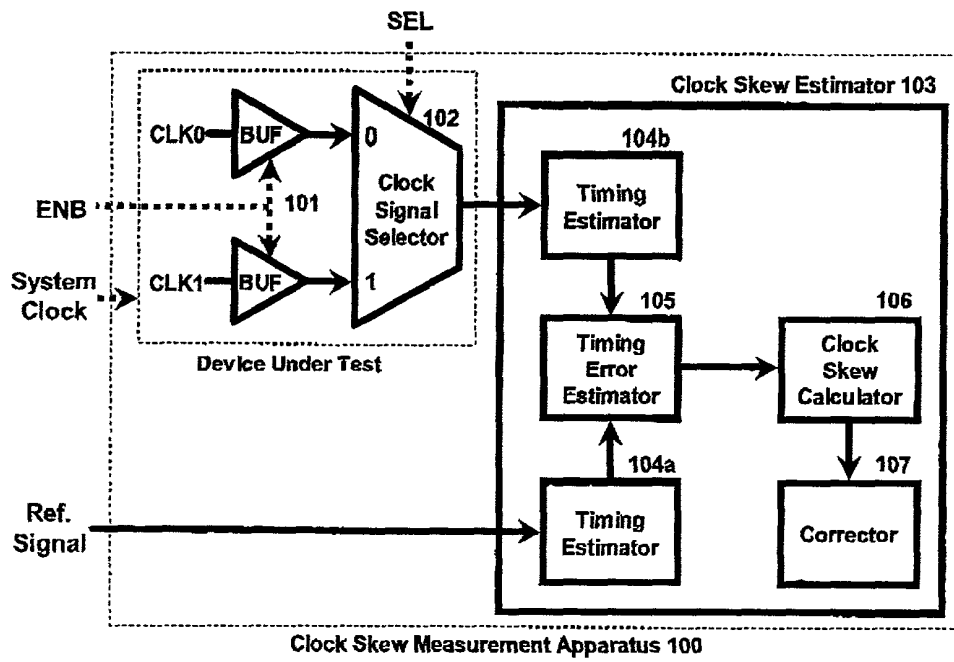 SEL
Clock Skew Estimator 103
102
CLK0
BUF
0
104b
Timing
Estimator
ENB
101
Clock
Signal
Selector
System
Clock
CLK1
BUF
1
105
106
Device Under Test
Timing
Error
Estimator
Clock
Skew
Calculator
104a
107
Ref.
Signal
Timing
Estimator
Corrector
Clock Skew Measurement Apparatus 100